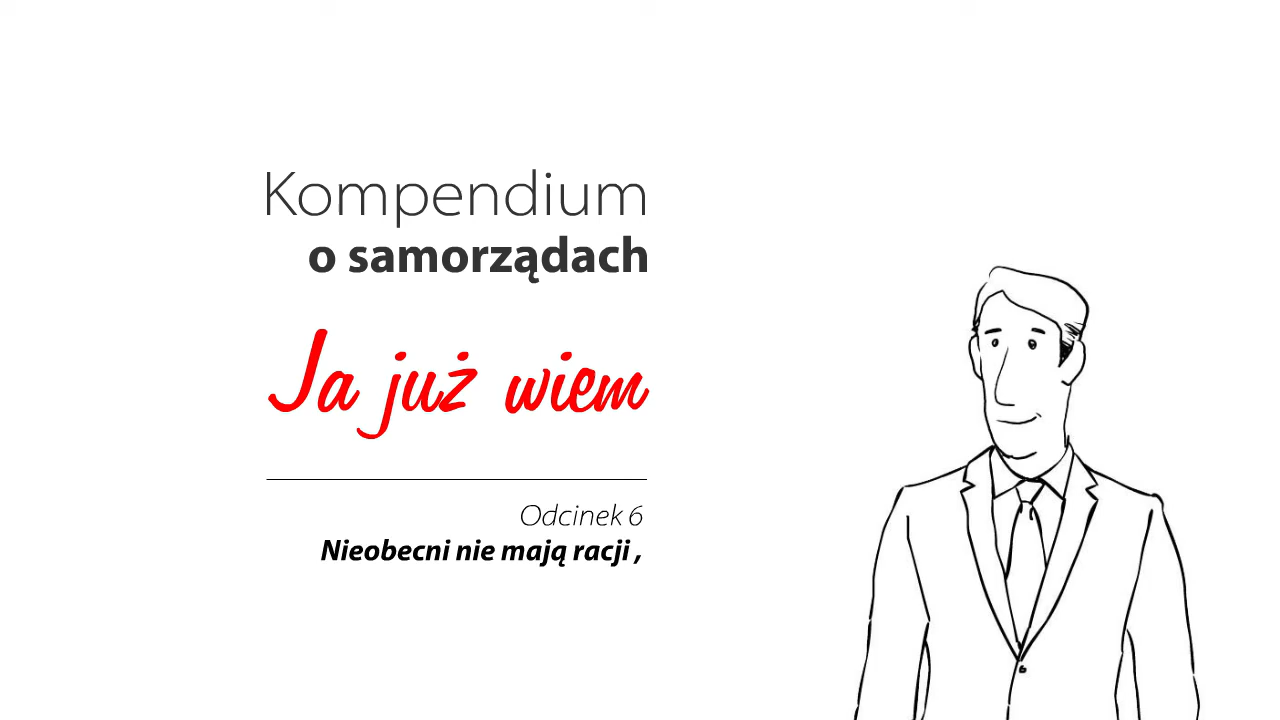 Kompendium
o samorządach
Ja już wiem
Odcinek 6
Nieobecni nie mają racji ,